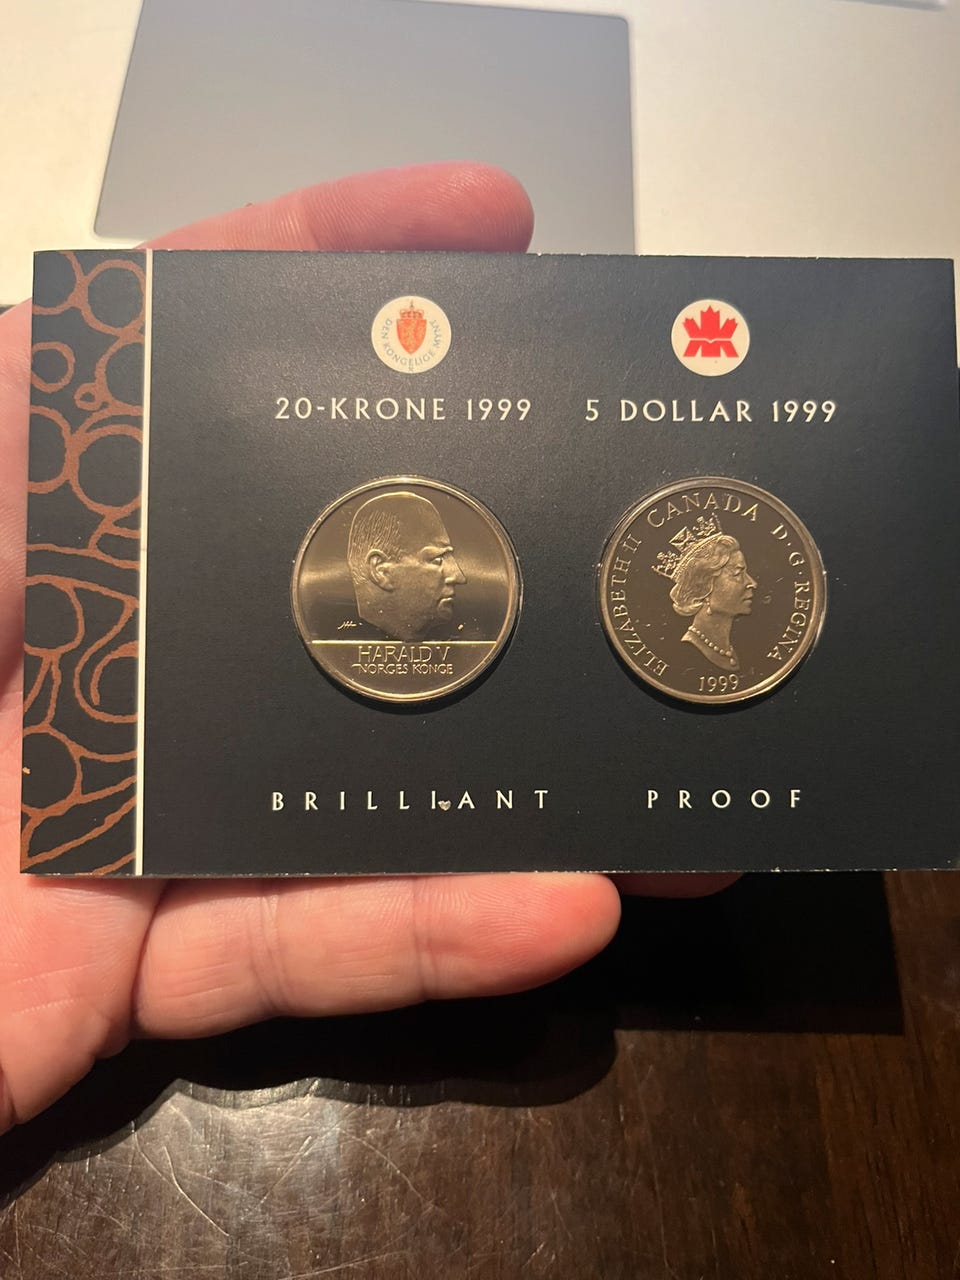 DEN KONGELIGE MYNT
20-KRONE 1999
5 DOLLAR 1999
HARALD V
NORGES KONGE
ELIZABETH II CANADA D·G·REGINA
1999
BRILLIANT
PROOF